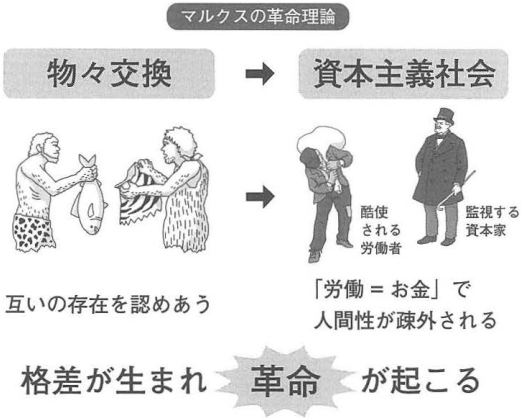 マルクスの革命理論
物々交換
資本主義社会
酷使
される
労働者
監視する
資本家
互いの存在を認めあう
「労働=お金」で
人間性が疎外される
格差が生まれ 革命 が起こる